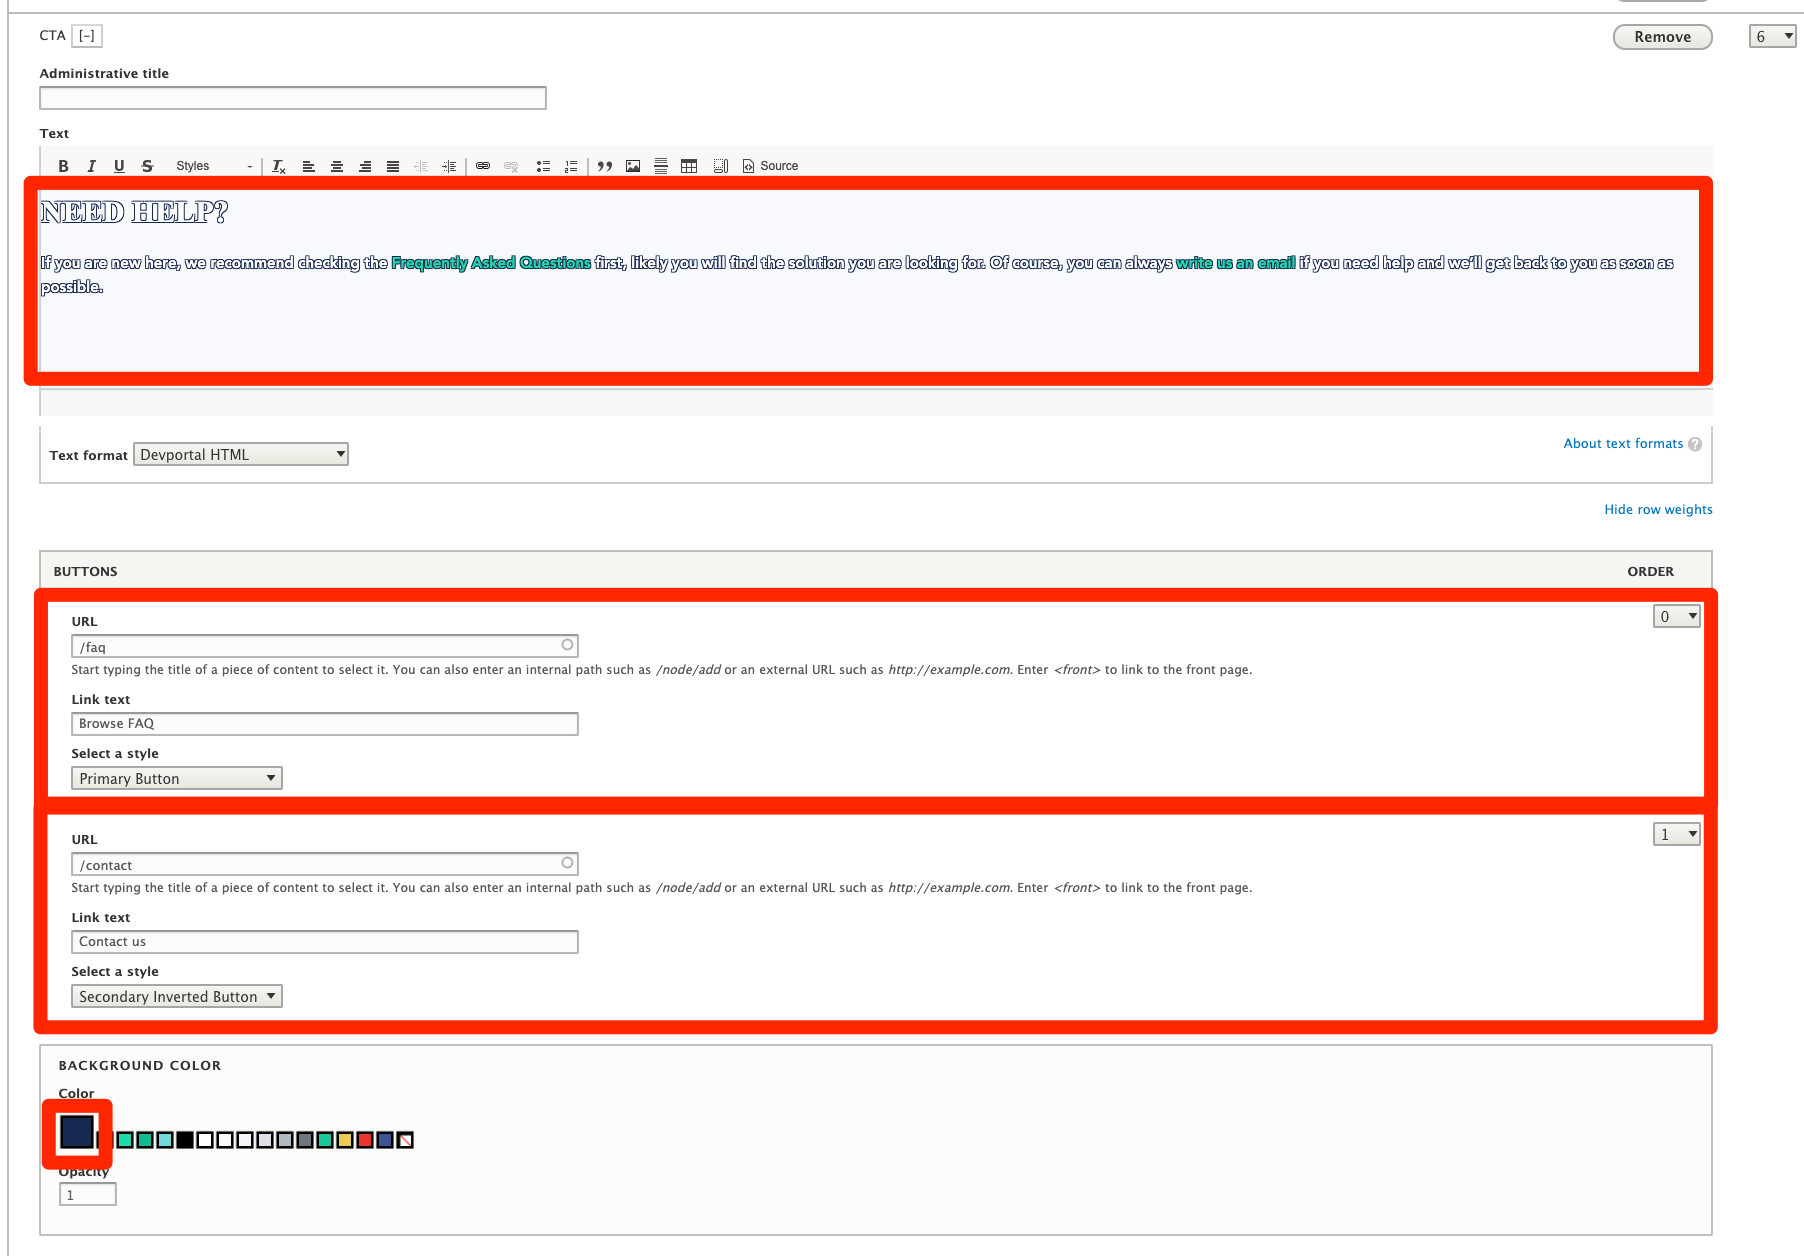 CTA [–] Remove 6
Administrative title
Text
B I U S Styles Tx Source
NEED HELP?
If you are new here, we recommend checking the Frequently Asked Questions first, likely you will find the solution you are looking for. Of course, you can always write us an email if you need help and we'll get back to you as soon as
possible.
Text format Devportal HTML About text formats ?
Hide row weights
BUTTONS ORDER
URL 0
/faq
Start typing the title of a piece of content to select it. You can also enter an internal path such as /node/add or an external URL such as http://example.com. Enter <front> to link to the front page.
Link text
Browse FAQ
Select a style
Primary Button
URL 1
/contact
Start typing the title of a piece of content to select it. You can also enter an internal path such as /node/add or an external URL such as http://example.com. Enter <front> to link to the front page.
Link text
Contact us
Select a style
Secondary Inverted Button
BACKGROUND COLOR
Color
Opacity
1